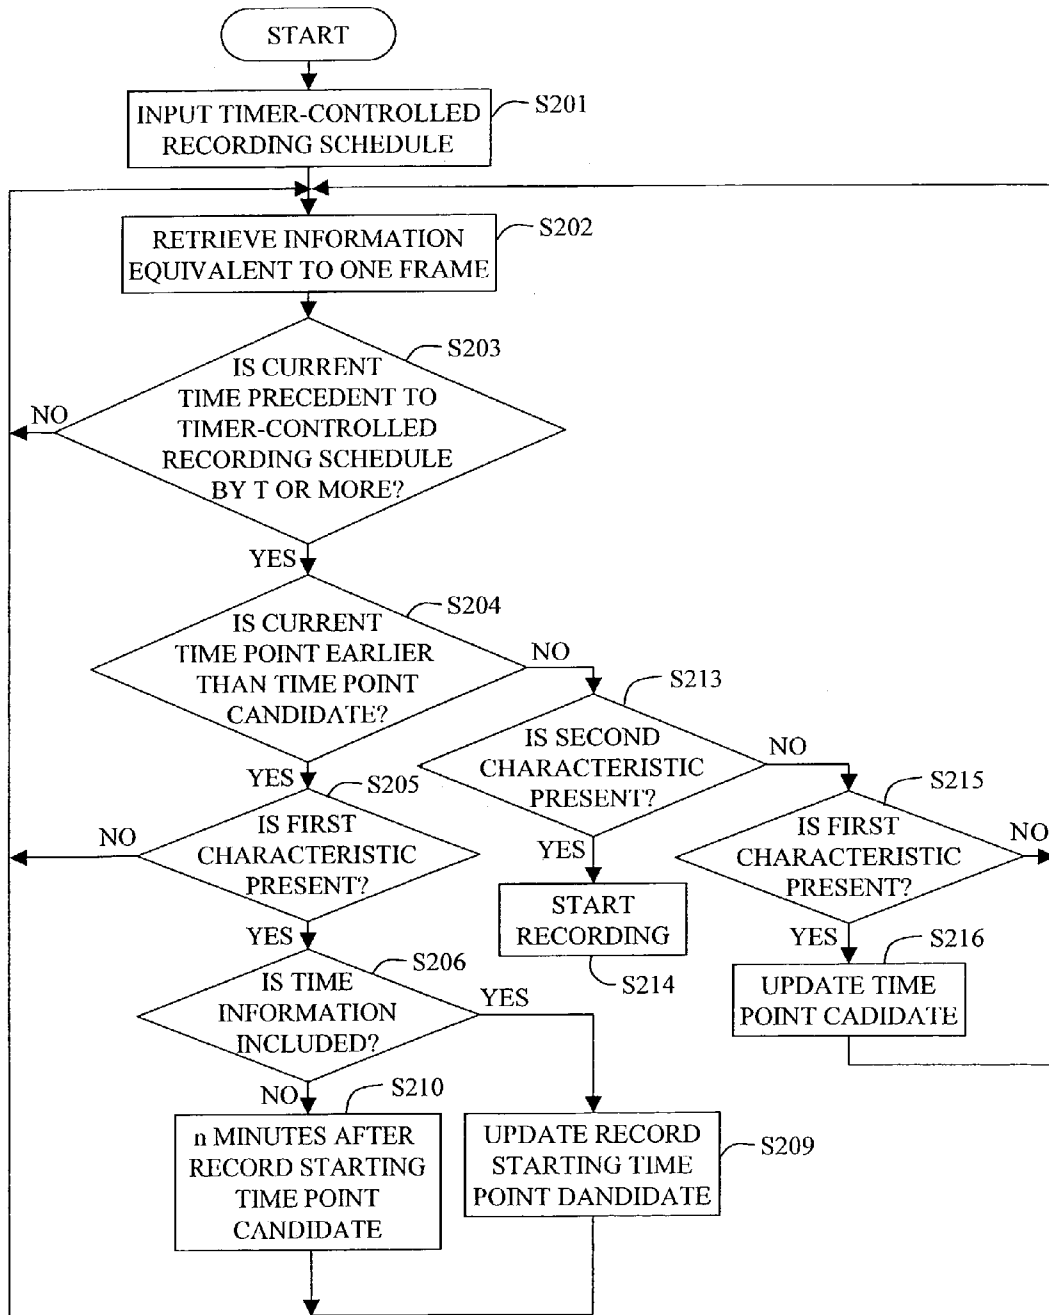 START
INPUT TIMER-CONTROLLED
RECORDING SCHEDULE
S201
RETRIEVE INFORMATION
EQUIVALENT TO ONE FRAME
S202
S203
IS CURRENT
TIME PRECEDENT TO
TIMER-CONTROLLED
RECORDING SCHEDULE
BY T OR MORE?
NO
YES
S204
IS CURRENT
TIME POINT EARLIER
THAN TIME POINT
CANDIDATE?
NO
YES
S213
IS SECOND
CHARACTERISTIC
PRESENT?
NO
YES
S205
IS FIRST
CHARACTERISTIC
PRESENT?
NO
YES
S215
IS FIRST
CHARACTERISTIC
PRESENT?
NO
YES
START
RECORDING
S214
S216
UPDATE TIME
POINT CADIDATE
S206
IS TIME
INFORMATION
INCLUDED?
YES
NO
S210
n MINUTES AFTER
RECORD STARTING
TIME POINT
CANDIDATE
UPDATE RECORD
STARTING TIME
POINT DANDIDATE
S209